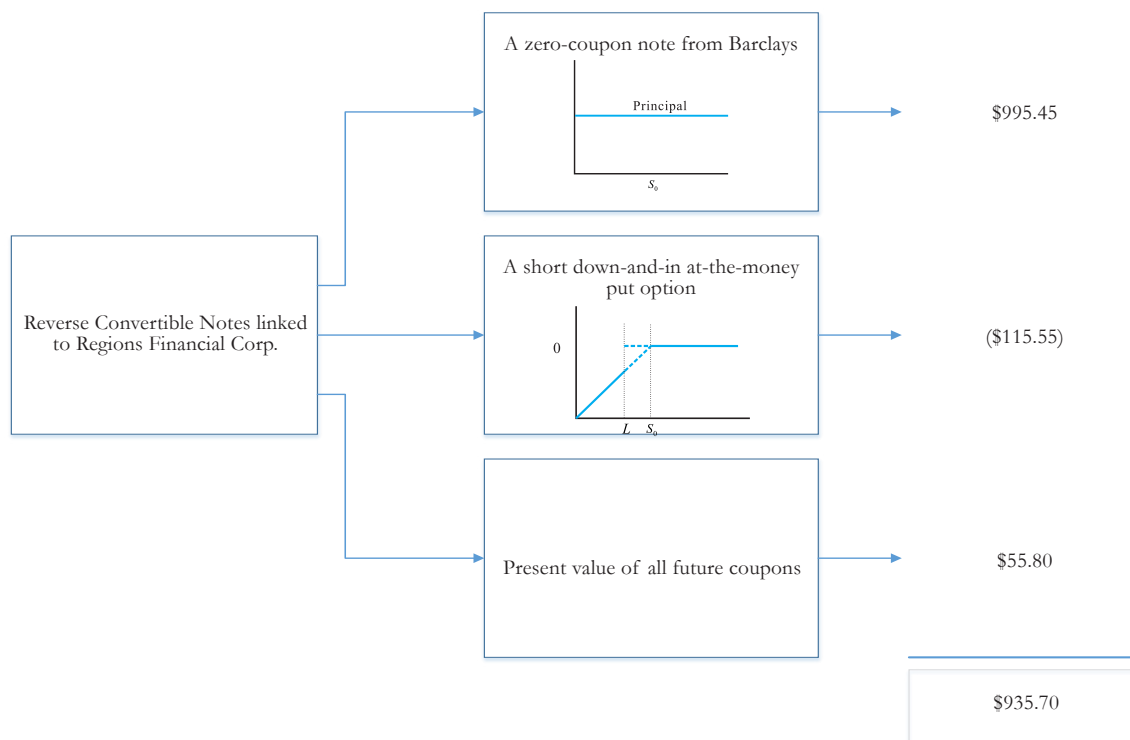 A zero-coupon note from Barclays
Principal
S₀
$995.45
Reverse Convertible Notes linked
to Regions Financial Corp.
A short down-and-in at-the-money
put option
0
L S₀
($115.55)
Present value of all future coupons
$55.80
$935.70